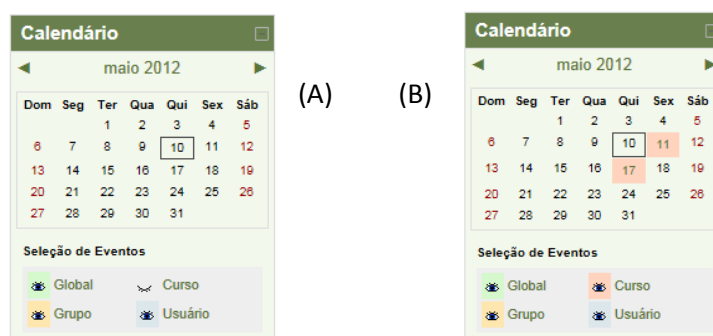 Calendário
maio 2012
Dom Seg Ter Qua Qui Sex Sáb
1 2 3 4 5
6 7 8 9 10 11 12
13 14 15 16 17 18 19
20 21 22 23 24 25 26
27 28 29 30 31
Seleção de Eventos
Global Curso
Grupo Usuário
(A)
(B)
Calendário
maio 2012
Dom Seg Ter Qua Qui Sex Sáb
1 2 3 4 5
6 7 8 9 10 11 12
13 14 15 16 17 18 19
20 21 22 23 24 25 26
27 28 29 30 31
Seleção de Eventos
Global Curso
Grupo Usuário